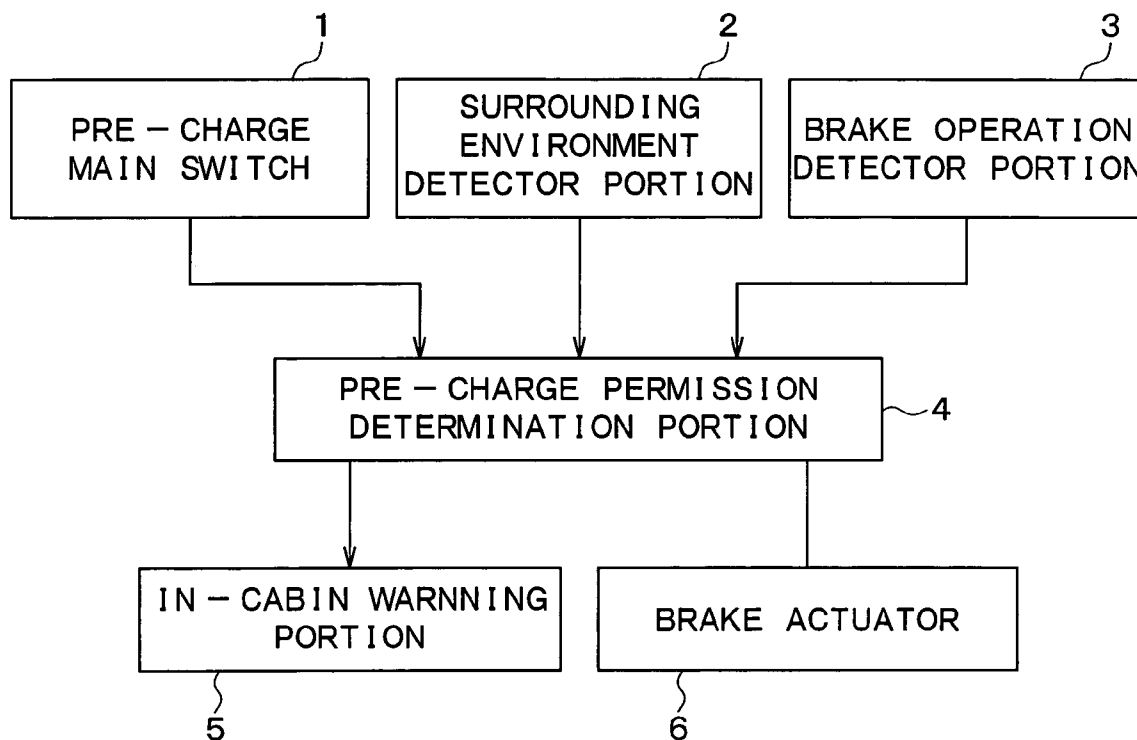 1
2
3
PRE-CHARGE
MAIN SWITCH
SURROUNDING
ENVIRONMENT
DETECTOR PORTION
BRAKE OPERATION
DETECTOR PORTION
PRE-CHARGE PERMISSION
DETERMINATION PORTION
4
IN-CABIN WARNNING
PORTION
BRAKE ACTUATOR
5
6